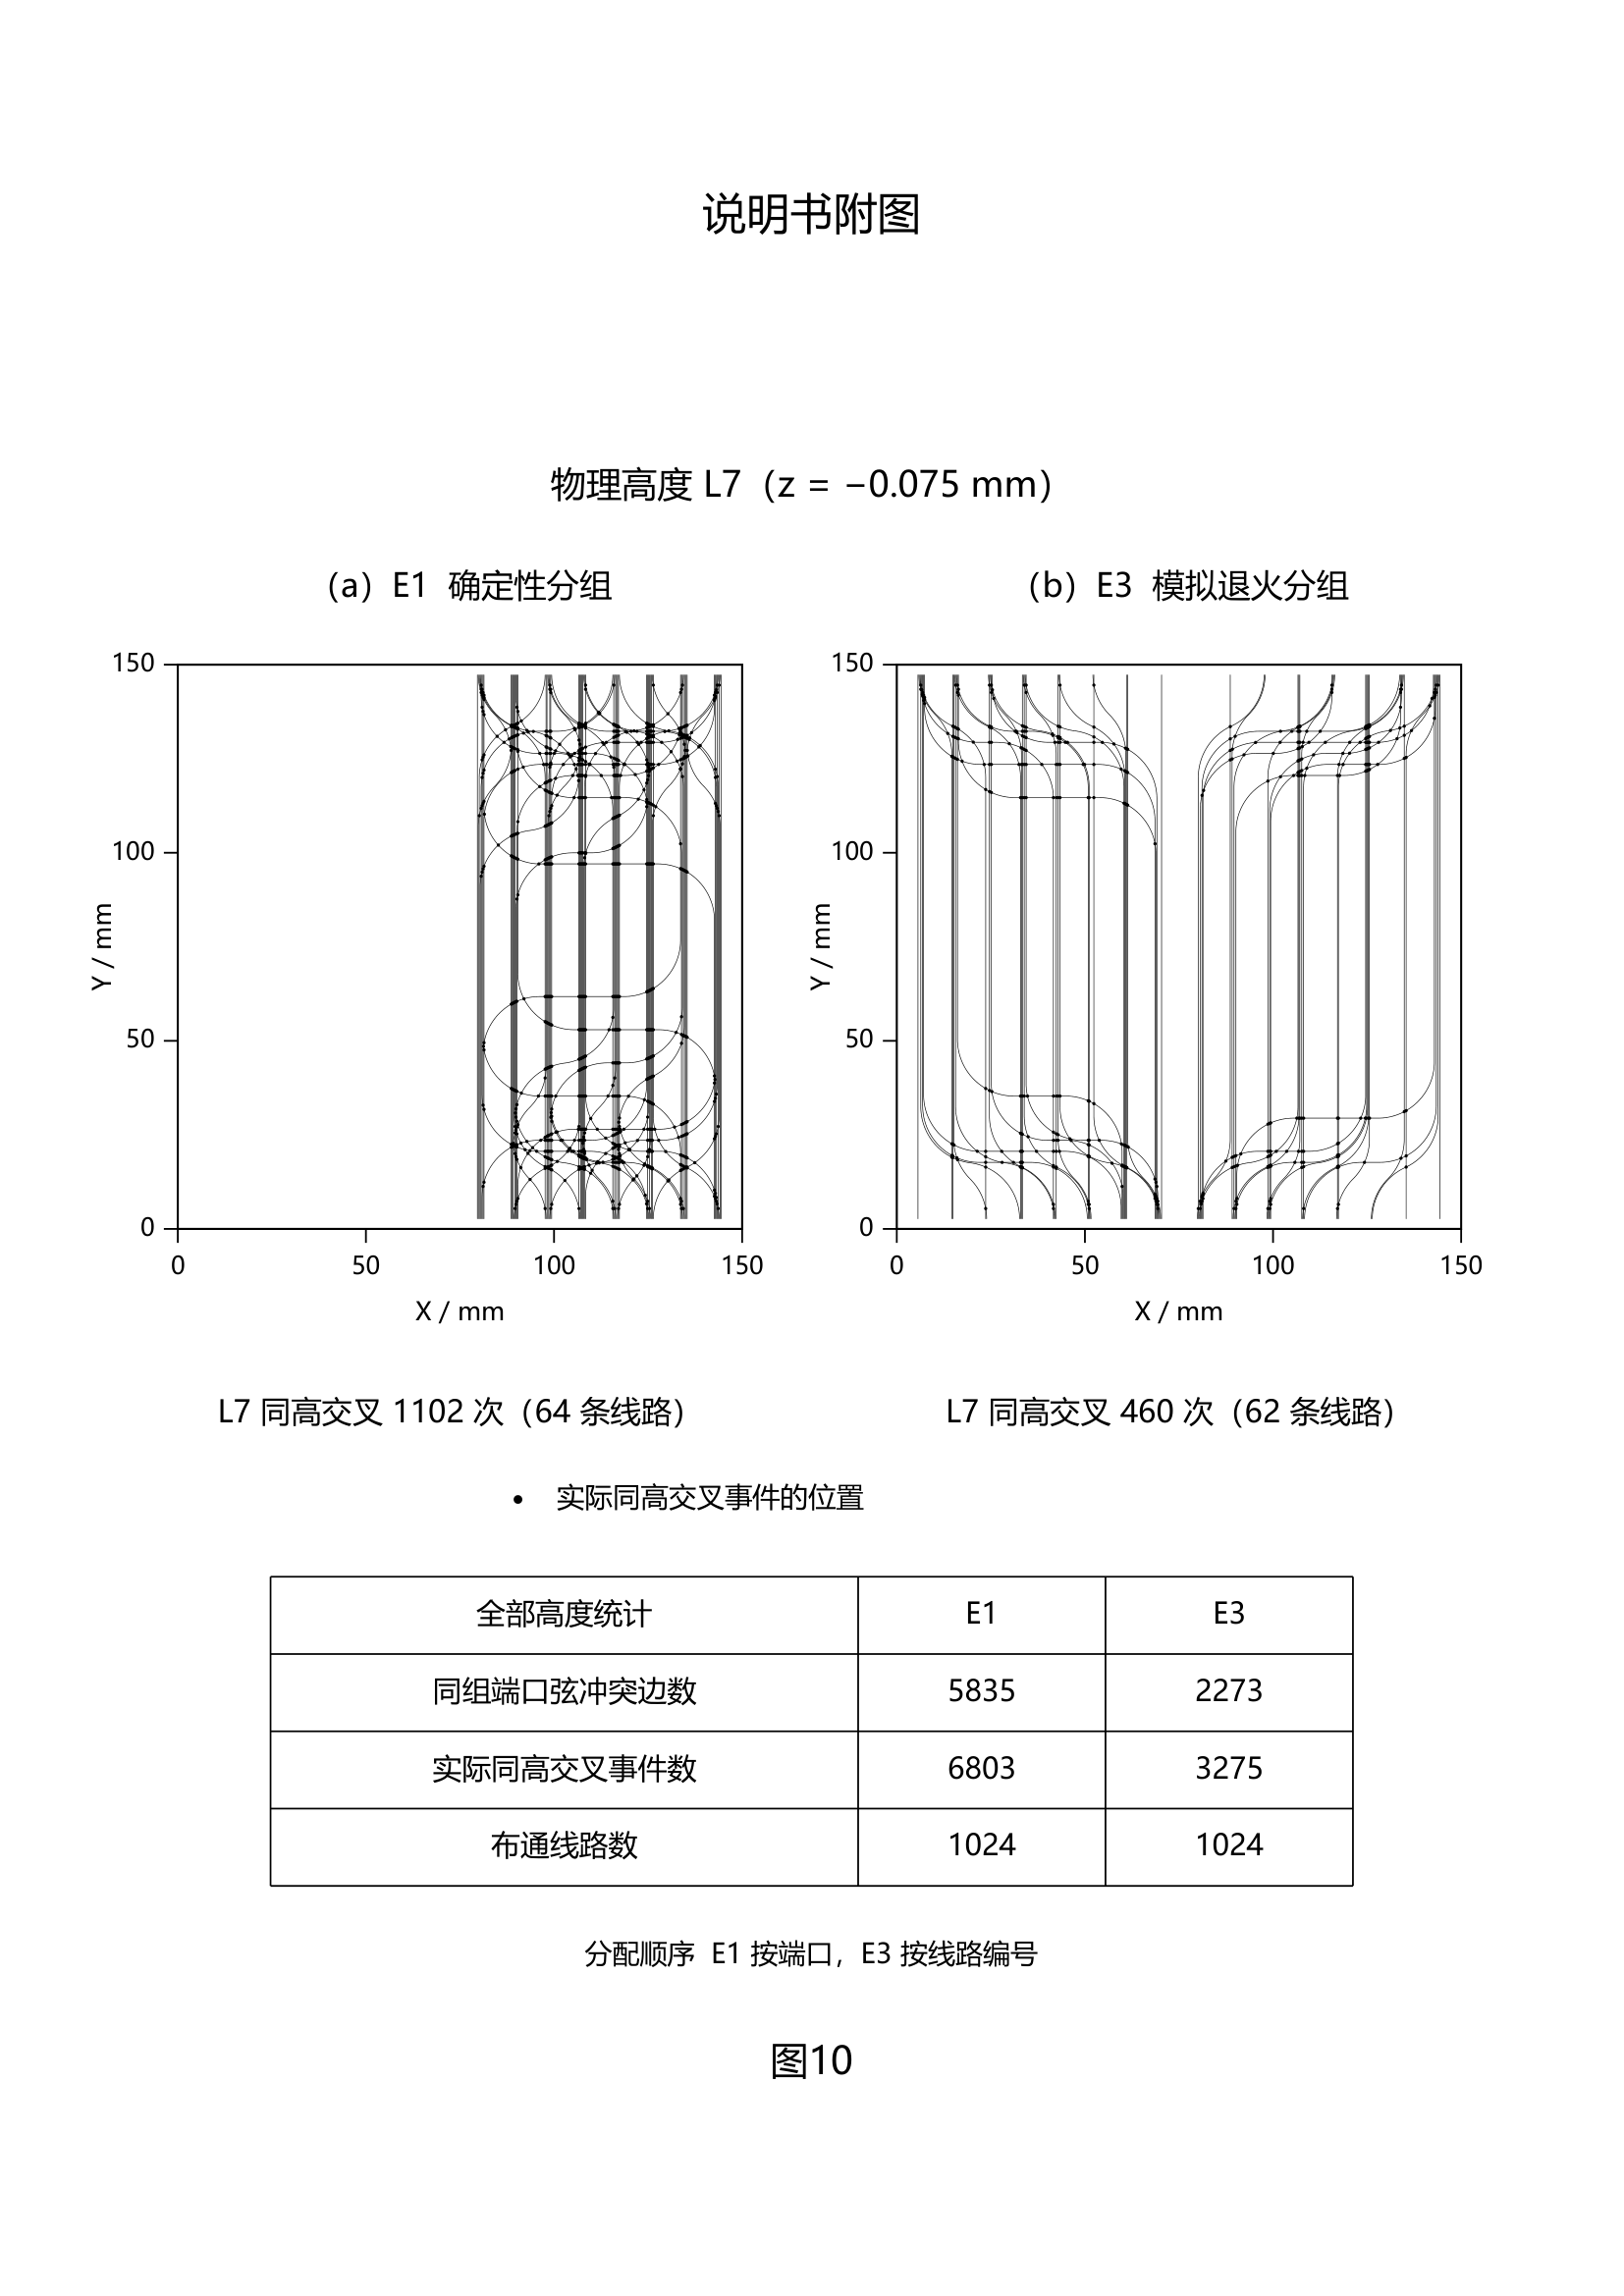 说明书附图
物理高度 L7（z = −0.075 mm）
（a）E1 确定性分组
（b）E3 模拟退火分组
150
100
50
0
Y / mm
0 50 100 150
X / mm
150
100
50
0
Y / mm
0 50 100 150
X / mm
L7 同高交叉 1102 次（64 条线路）
L7 同高交叉 460 次（62 条线路）
• 实际同高交叉事件的位置
全部高度统计 E1 E3
同组端口弦冲突边数 5835 2273
实际同高交叉事件数 6803 3275
布通线路数 1024 1024
分配顺序 E1 按端口，E3 按线路编号
图10